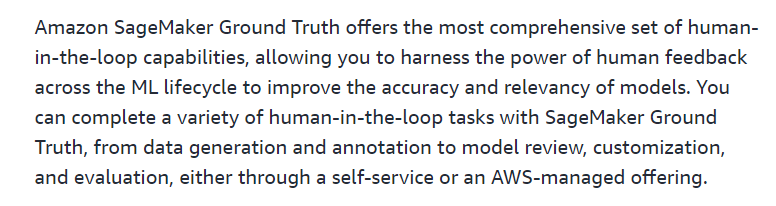 Amazon SageMaker Ground Truth offers the most comprehensive set of human-
in-the-loop capabilities, allowing you to harness the power of human feedback
across the ML lifecycle to improve the accuracy and relevancy of models. You
can complete a variety of human-in-the-loop tasks with SageMaker Ground
Truth, from data generation and annotation to model review, customization,
and evaluation, either through a self-service or an AWS-managed offering.